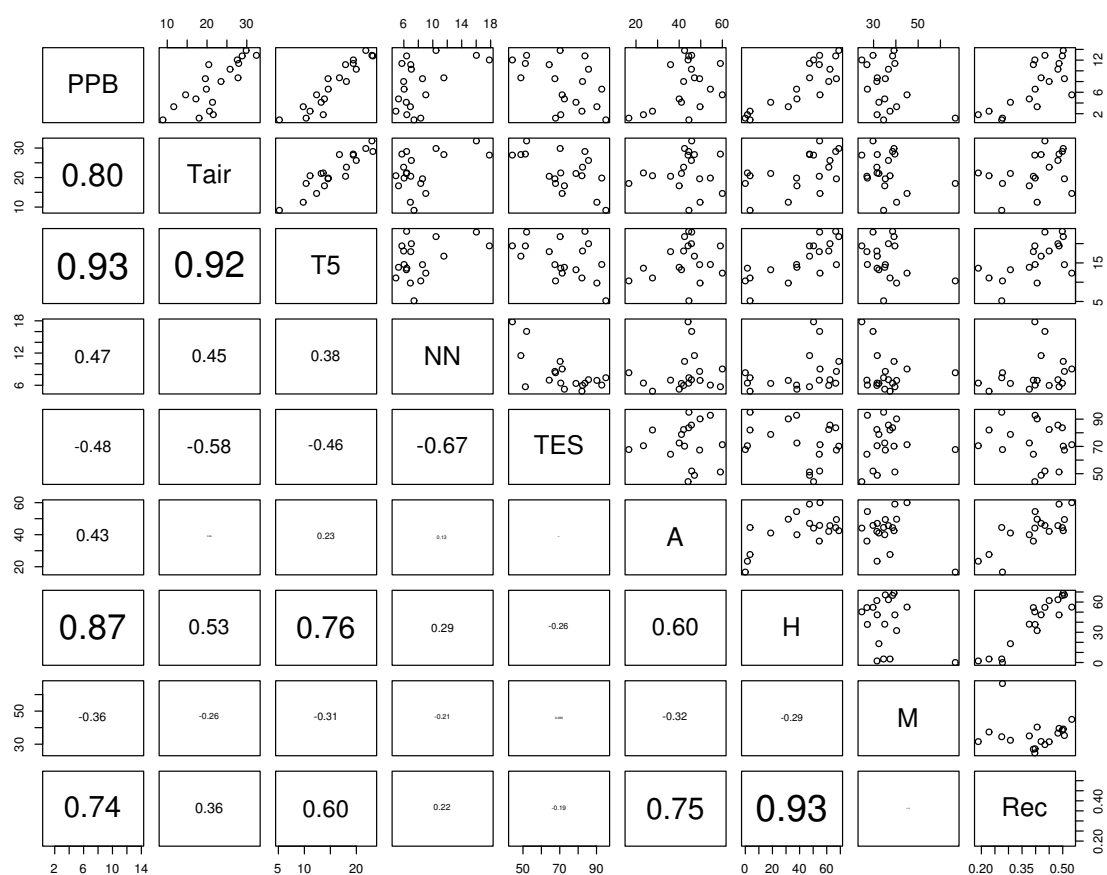 10 20 30 6 10 14 18 20 40 60 30 50
PPB 2 6 12
10 20 30 0.80 Tair
0.93 0.92 T5 5 15
6 12 18 0.47 0.45 0.38 NN
-0.48 -0.58 -0.46 -0.67 TES 50 70 90
20 40 60 0.43 0.23 0.13 A
0.87 0.53 0.76 0.29 -0.26 0.60 H 0 30 60
30 50 -0.36 -0.26 -0.31 -0.21 -0.32 -0.29 M
0.74 0.36 0.60 0.22 -0.19 0.75 0.93 Rec 0.20 0.40
2 6 10 14 5 10 20 50 70 90 0 20 40 60 0.20 0.35 0.50